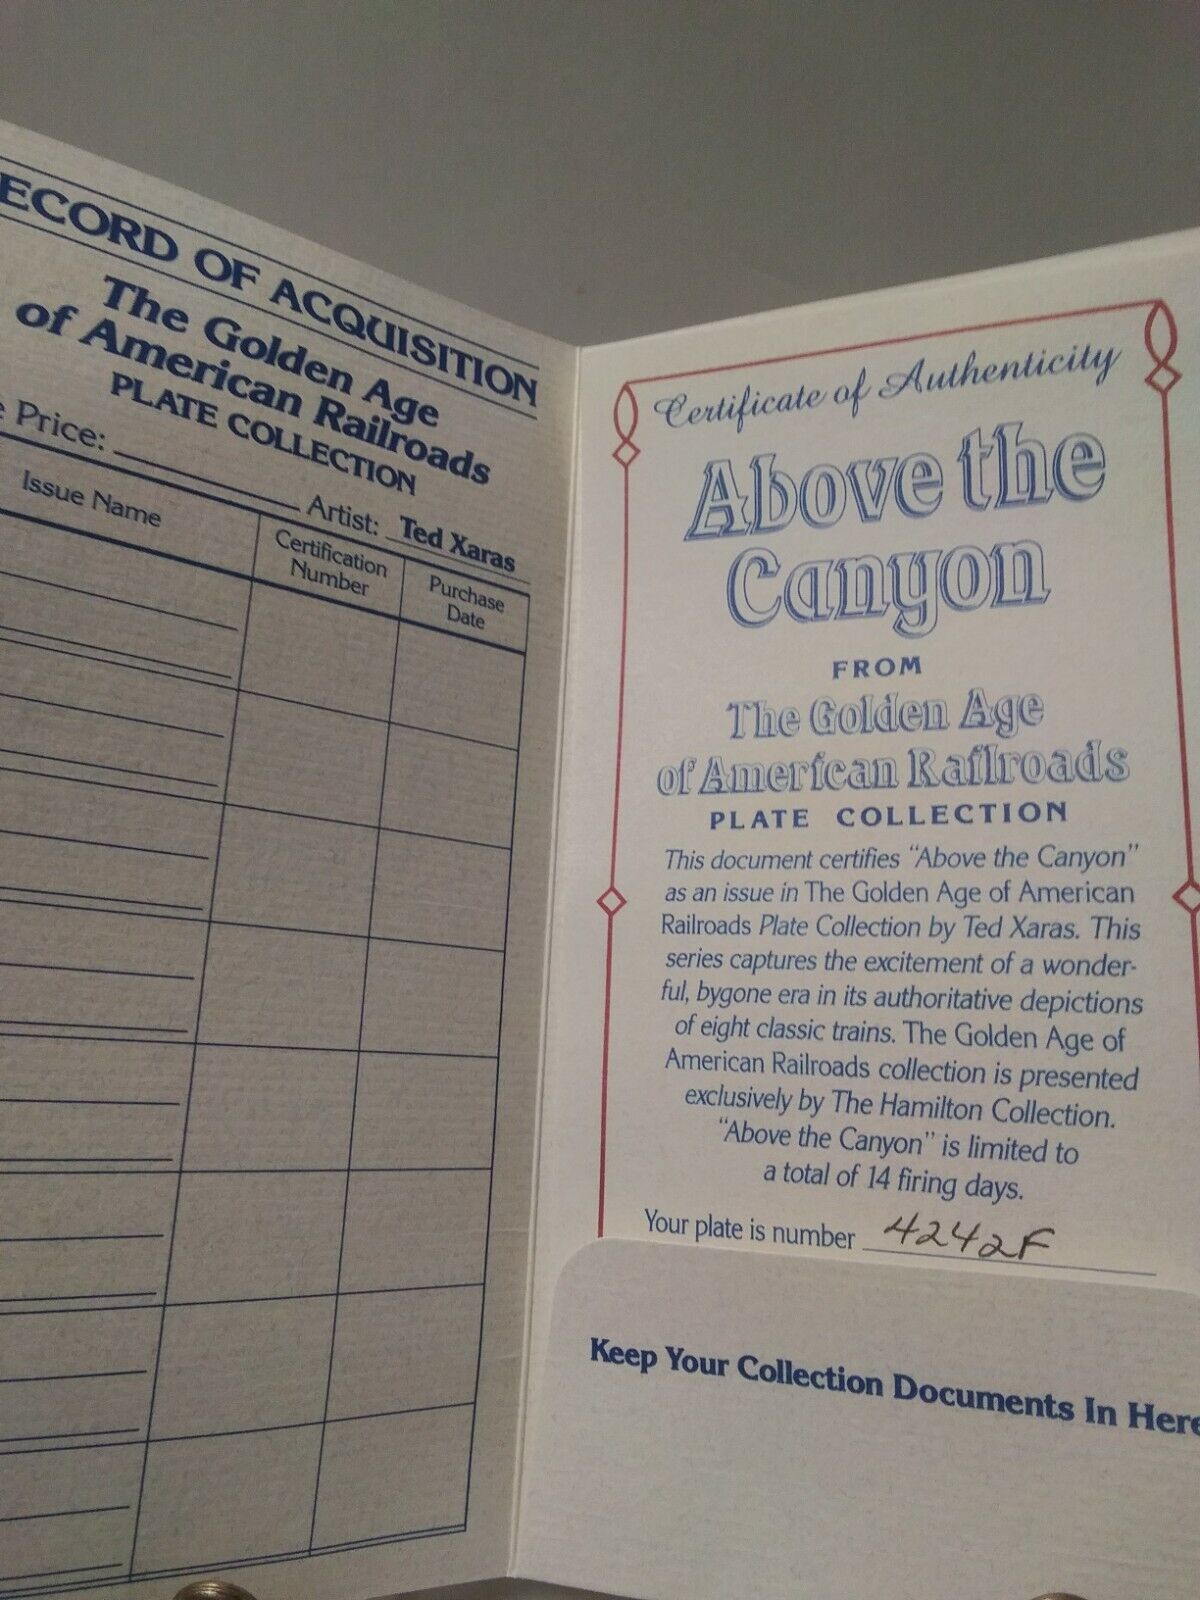 ECORD OF ACQUISITION
The Golden Age
of American Railroads
PLATE COLLECTION
e Price:
Artist: Ted Xaras
Issue Name
Certification
Number
Purchase
Date
Certificate of Authenticity
Above the
Canyon
FROM
The Golden Age
of American Railroads
PLATE COLLECTION
This document certifies “Above the Canyon”
as an issue in The Golden Age of American
Railroads Plate Collection by Ted Xaras. This
series captures the excitement of a wonder-
ful, bygone era in its authoritative depictions
of eight classic trains. The Golden Age of
American Railroads collection is presented
exclusively by The Hamilton Collection.
“Above the Canyon” is limited to
a total of 14 firing days.
Your plate is number 4242F
Keep Your Collection Documents In Here